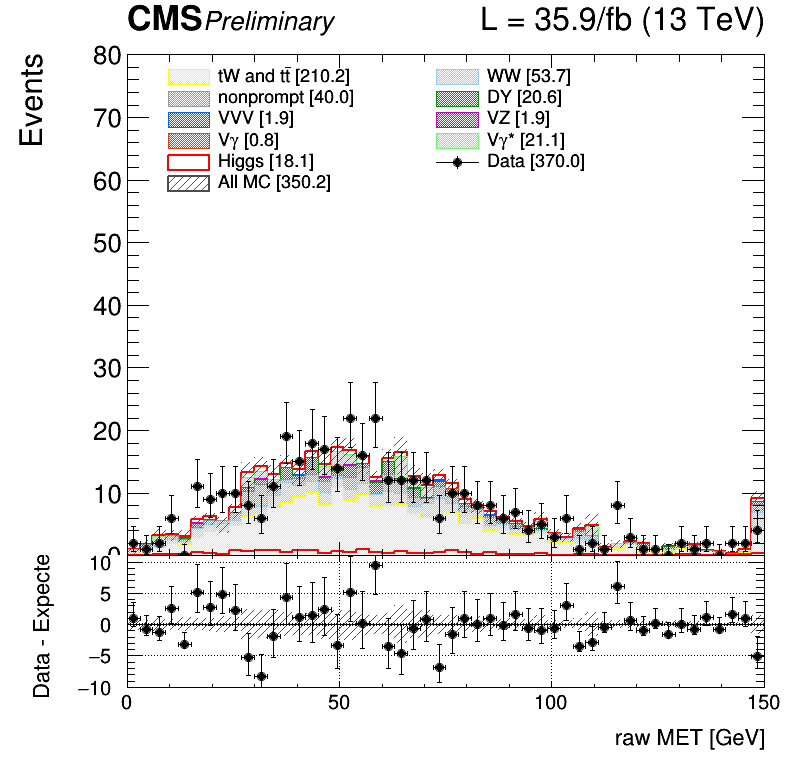 CMS Preliminary L = 35.9/fb (13 TeV)
Events
80
70
60
50
40
30
20
10
0
tW and tt̄ [210.2]
nonprompt [40.0]
VVV [1.9]
Vγ [0.8]
Higgs [18.1]
All MC [350.2]
WW [53.7]
DY [20.6]
VZ [1.9]
Vγ* [21.1]
Data [370.0]
Data - Expecte
10
5
0
−5
−10
0 50 100 150
raw MET [GeV]